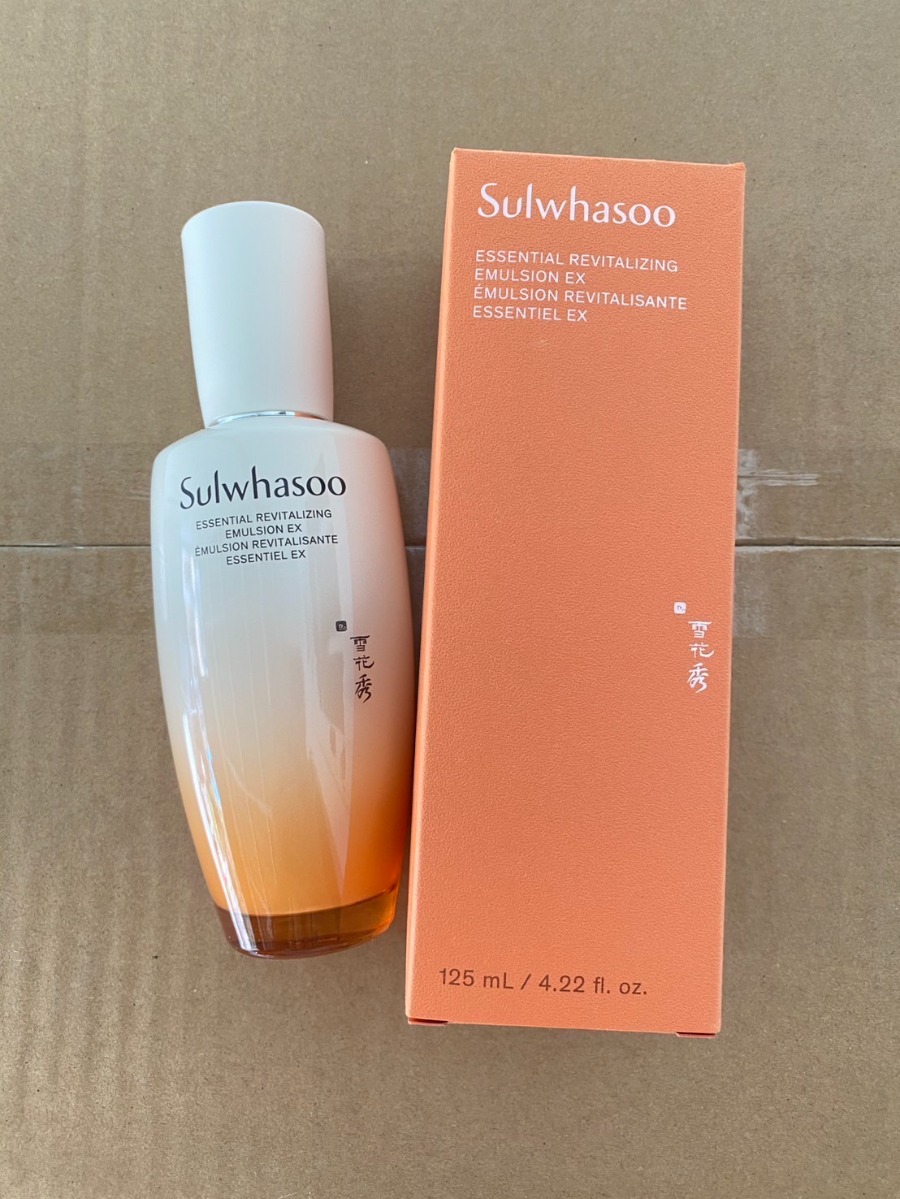 Sulwhasoo
ESSENTIAL REVITALIZING
EMULSION EX
ÉMULSION REVITALISANTE
ESSENTIEL EX
雪花秀
Sulwhasoo
ESSENTIAL REVITALIZING
EMULSION EX
ÉMULSION REVITALISANTE
ESSENTIEL EX
雪花秀
125 mL / 4.22 fl. oz.